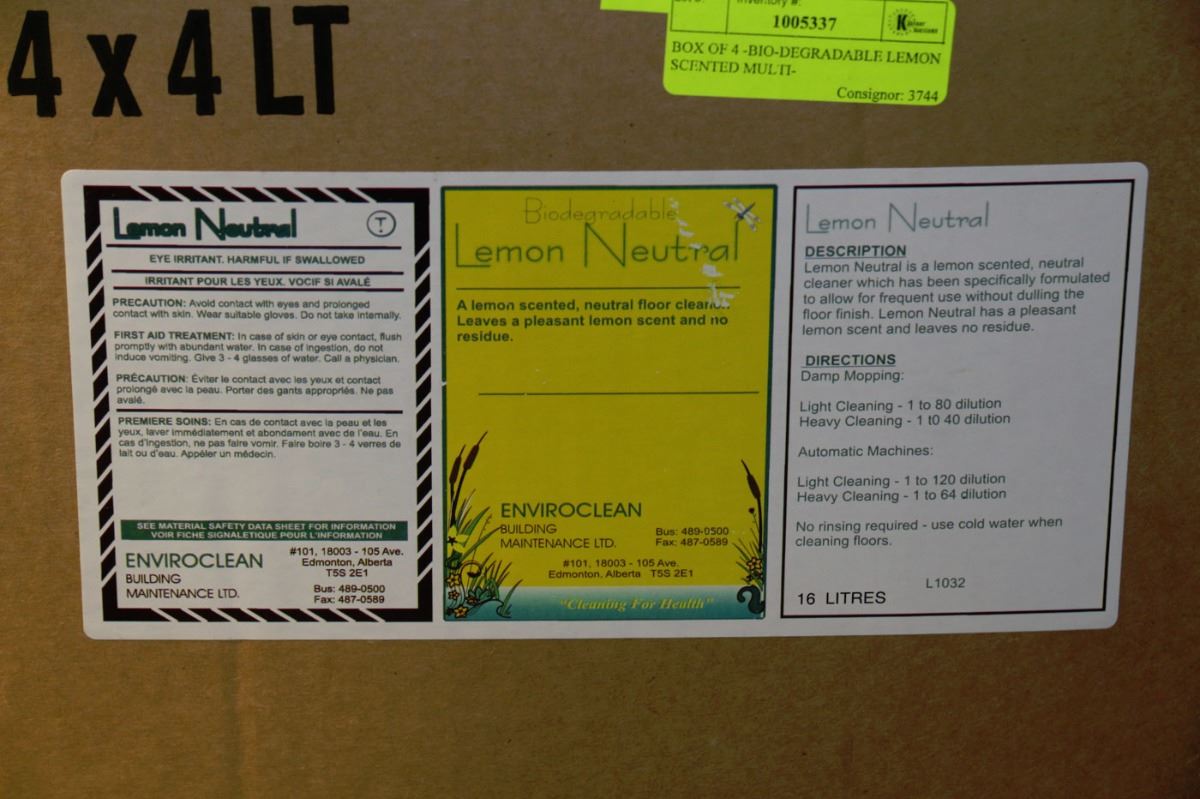 4 x 4 LT
Inventory #:
1005337
BOX OF 4 -BIO-DEGRADABLE LEMON
SCENTED MULTI-
Consignor: 3744
Lemon Neutral
T
EYE IRRITANT. HARMFUL IF SWALLOWED
IRRITANT POUR LES YEUX. VOCIF SI AVALÉ
PRECAUTION: Avoid contact with eyes and prolonged
contact with skin. Wear suitable gloves. Do not take internally.
FIRST AID TREATMENT: In case of skin or eye contact, flush
promptly with abundant water. In case of ingestion, do not
induce vomiting. Give 3 - 4 glasses of water. Call a physician.
PRÉCAUTION: Éviter le contact avec les yeux et contact
prolongé avec la peau. Porter des gants appropriés. Ne pas
avalé.
PREMIERE SOINS: En cas de contact avec la peau et les
yeux, laver immédiatement et abondament avec de l'eau. En
cas d'ingestion, ne pas faire vomir. Faire boire 3 - 4 verres de
lait ou d'eau. Appéler un médecin.
SEE MATERIAL SAFETY DATA SHEET FOR INFORMATION
VOIR FICHE SIGNALETIQUE POUR L'INFORMATION
ENVIROCLEAN
BUILDING
MAINTENANCE LTD.
#101, 18003 - 105 Ave.
Edmonton, Alberta
T5S 2E1
Bus: 489-0500
Fax: 487-0589
Biodegradable
Lemon Neutral
A lemon scented, neutral floor cleaner.
Leaves a pleasant lemon scent and no
residue.
ENVIROCLEAN
BUILDING
MAINTENANCE LTD.
Bus: 489-0500
Fax: 487-0589
#101, 18003 - 105 Ave.
Edmonton, Alberta T5S 2E1
"Cleaning For Health"
Lemon Neutral
DESCRIPTION
Lemon Neutral is a lemon scented, neutral
cleaner which has been specifically formulated
to allow for frequent use without dulling the
floor finish. Lemon Neutral has a pleasant
lemon scent and leaves no residue.
DIRECTIONS
Damp Mopping:
Light Cleaning - 1 to 80 dilution
Heavy Cleaning - 1 t0 40 dilution
Automatic Machines:
Light Cleaning - 1 to 120 dilution
Heavy Cleaning - 1 to 64 dilution
No rinsing required - use cold water when
cleaning floors.
L1032
16 LITRES